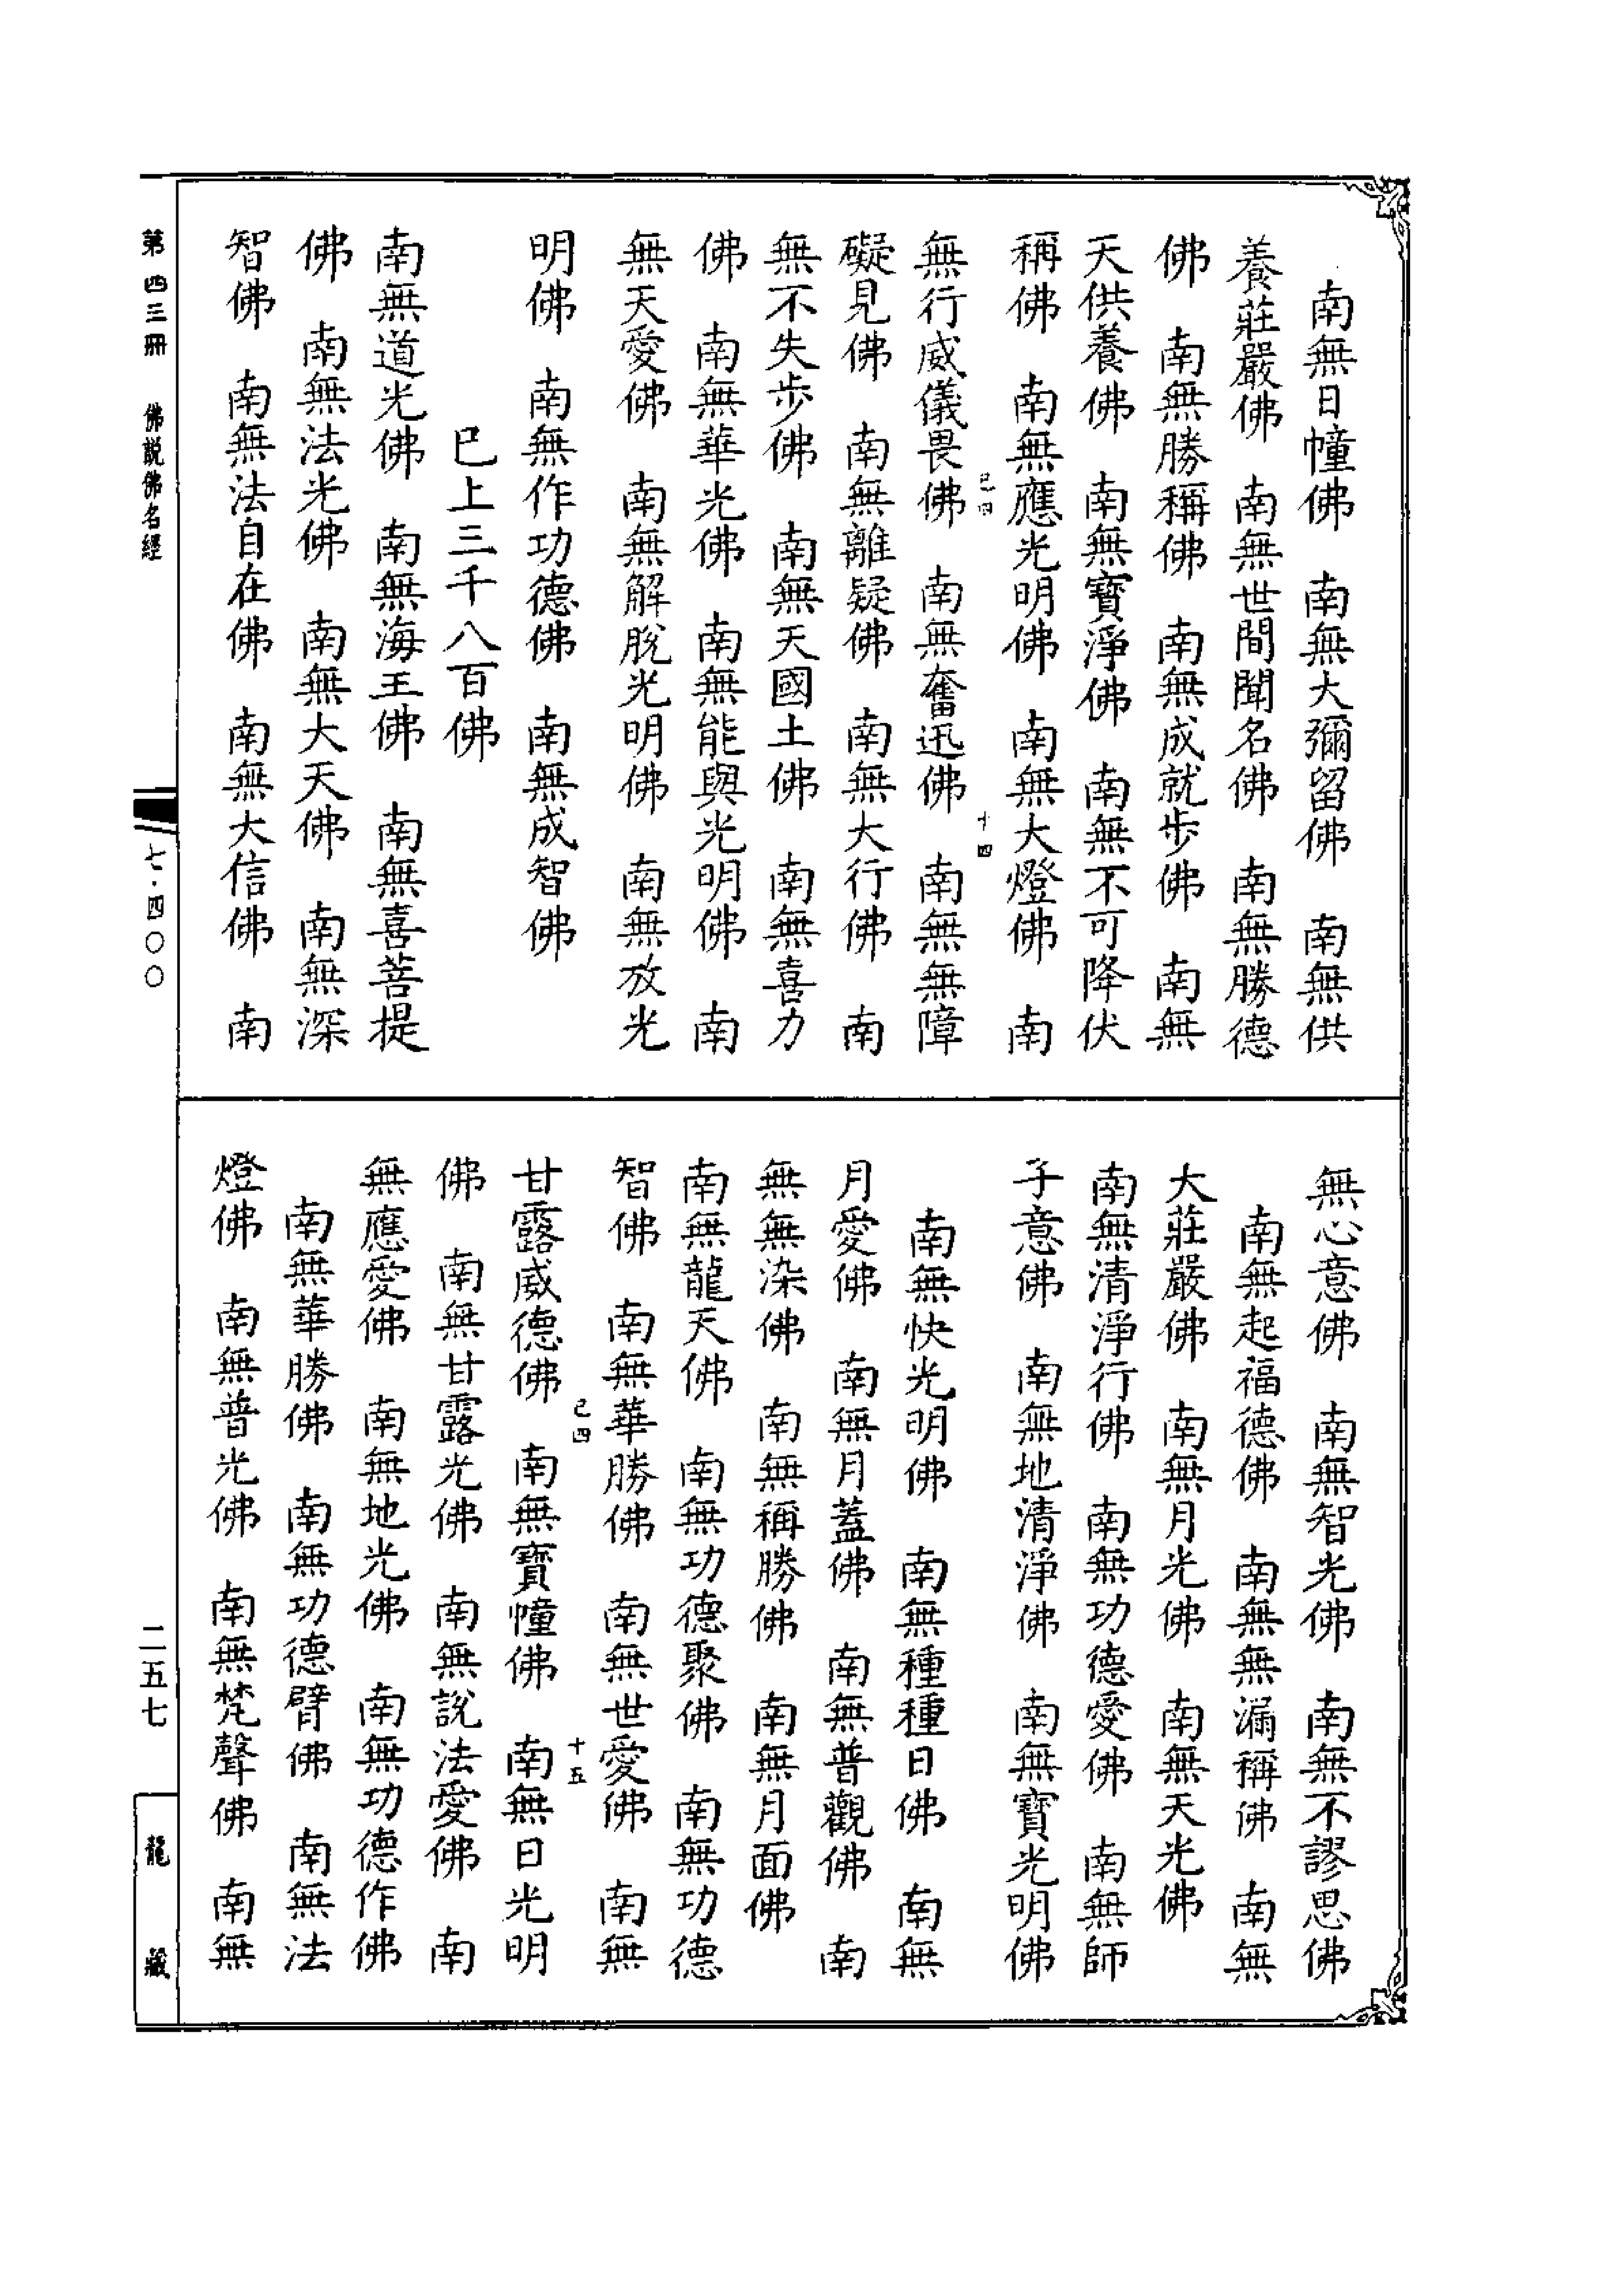 南無日幢佛　南無大彌留佛　南無供
養莊嚴佛　南無世間聞名佛　南無勝德
佛　南無勝稱佛　南無成就步佛　南無
天供養佛　南無寶淨佛　南無不可降伏
稱佛　南無應光明佛　南無大燈佛　南
已四　十四
無行威儀畏佛　南無奮迅佛　南無無障
礙見佛　南無離疑佛　南無大行佛　南
無不失步佛　南無天國土佛　南無喜力
佛　南無華光佛　南無能與光明佛　南
無天愛佛　南無解脫光明佛　南無放光
明佛　南無作功德佛　南無成智佛
已上三千八百佛
南無道光佛　南無海王佛　南無喜菩提
佛　南無法光佛　南無大天佛　南無深
智佛　南無法自在佛　南無大信佛　南
無心意佛　南無智光佛　南無不謬思佛
南無起福德佛　南無無漏稱佛　南無
大莊嚴佛　南無月光佛　南無天光佛
南無清淨行佛　南無功德愛佛　南無師
子意佛　南無地清淨佛　南無寶光明佛
南無快光明佛　南無種種日佛　南無
月愛佛　南無月蓋佛　南無普觀佛　南
無無染佛　南無稱勝佛　南無月面佛
南無龍天佛　南無功德聚佛　南無功德
智佛　南無華勝佛　南無世愛佛　南無
已四　十五
甘露威德佛　南無寶幢佛　南無日光明
佛　南無甘露光佛　南無說法愛佛　南
無應愛佛　南無地光佛　南無功德作佛
南無華勝佛　南無功德臂佛　南無法
燈佛　南無普光佛　南無梵聲佛　南無
第四三冊　佛説佛名經　七·四〇〇　二五七　龍藏